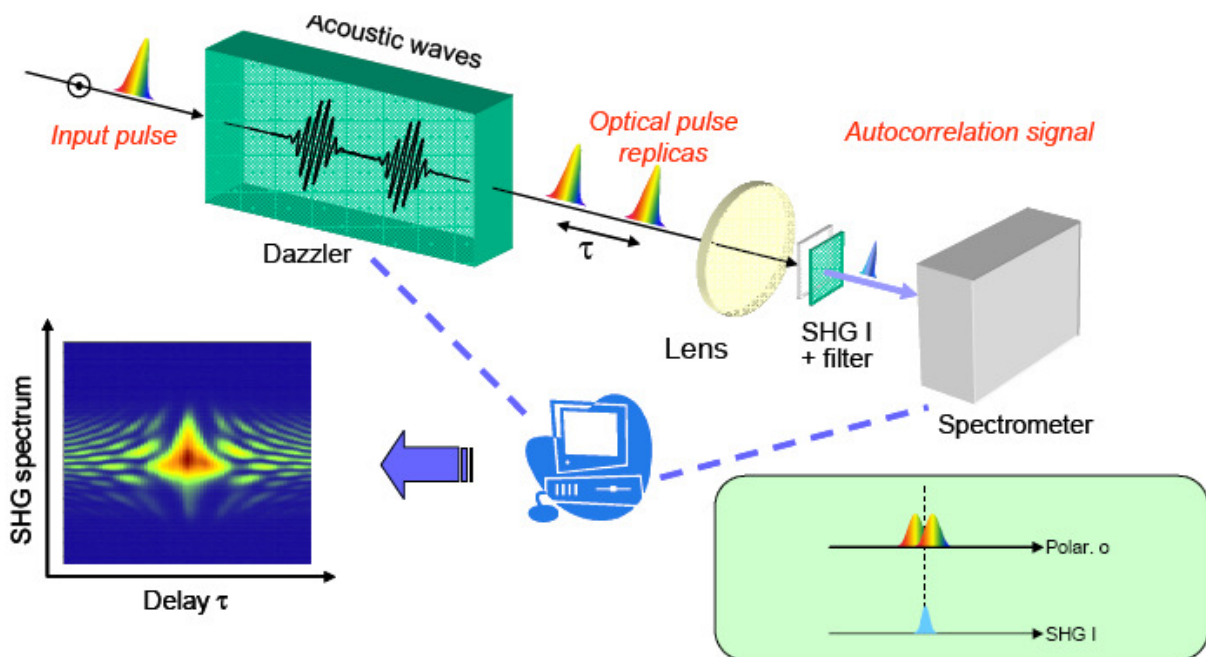 Acoustic waves
Input pulse
Optical pulse
replicas
Autocorrelation signal
τ
Dazzler
Lens
SHG I
+ filter
Spectrometer
SHG spectrum
Delay τ
Polar. o
SHG I